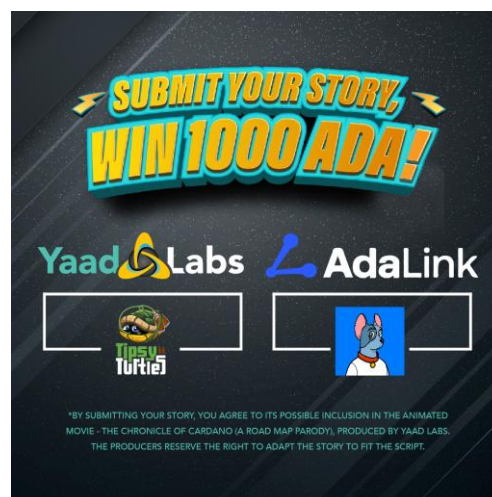 SUBMIT YOUR STORY,
WIN 1000 ADA!
Yaad Labs AdaLink
Tipsy
Turtles
*BY SUBMITTING YOUR STORY, YOU AGREE TO ITS POSSIBLE INCLUSION IN THE ANIMATED
MOVIE - THE CHRONICLE OF CARDANO (A ROAD MAP PARODY), PRODUCED BY YAAD LABS.
THE PRODUCERS RESERVE THE RIGHT TO ADAPT THE STORY TO FIT THE SCRIPT.